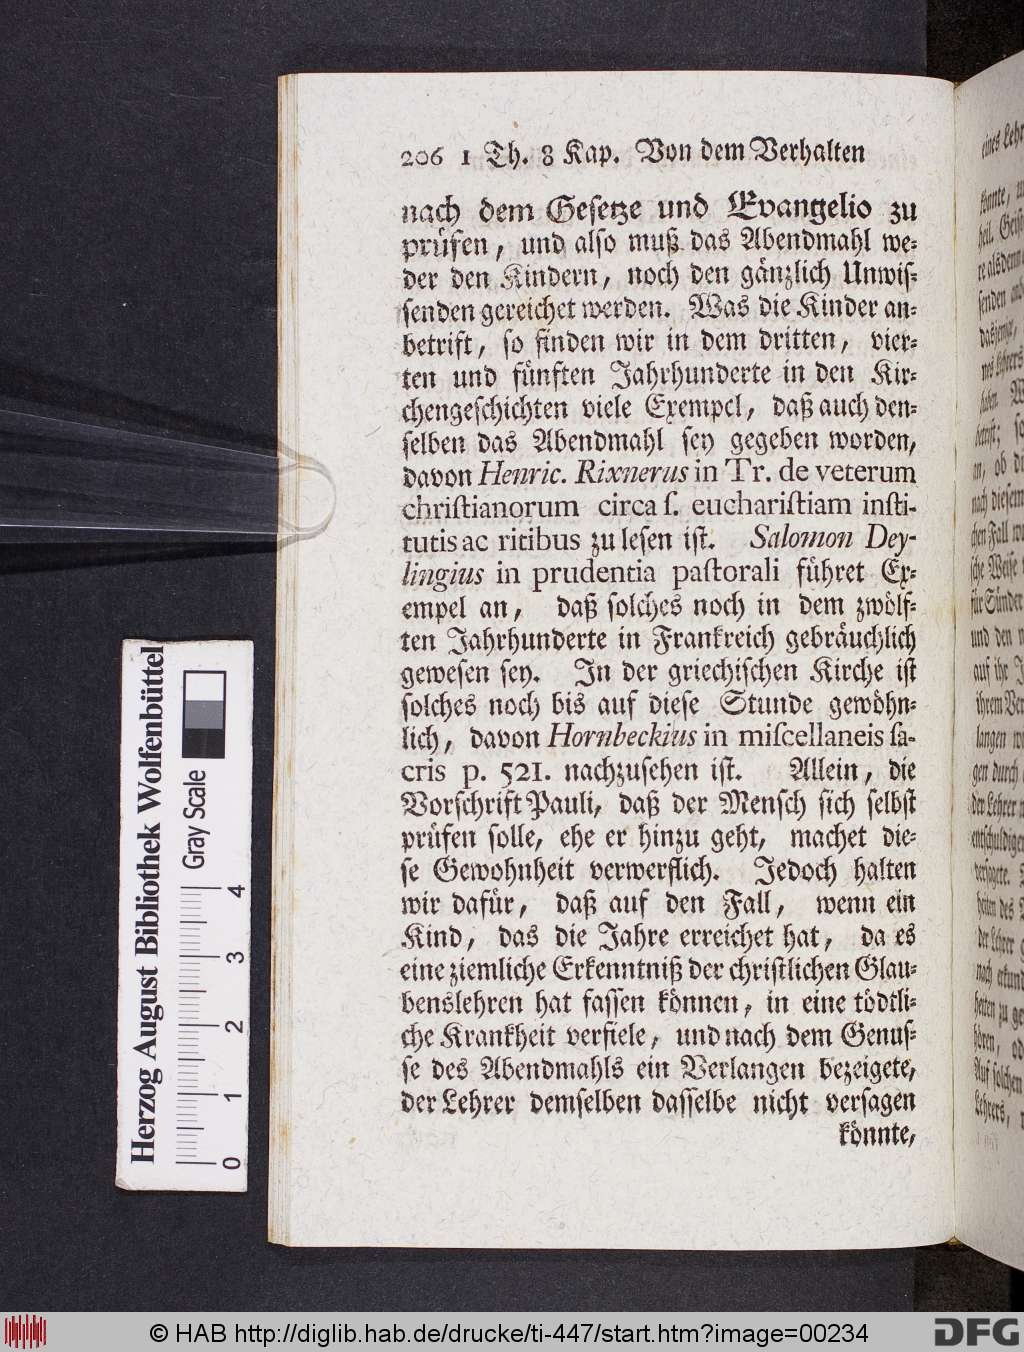 206 1 Th. 8 Kap. Von dem Verhalten
nach dem Gesetze und Evangelio zu
prüfen, und also muß das Abendmahl we-
der den Kindern, noch den gänzlich Unwis-
senden gereichet werden. Was die Kinder an-
betrift, so finden wir in dem dritten, vier-
ten und fünften Jahrhunderte in den Kir-
chengeschichten viele Exempel, daß auch den-
selben das Abendmahl sey gegeben worden,
davon Henric. Rixnerus in Tr. de veterum
chriſtianorum circa ſ. euchariſtiam inſti-
tutis ac ritibus zu lesen ist. Salomon Dey-
lingius in prudentia paſtorali führet Ex-
empel an, daß solches noch in dem zwölf-
ten Jahrhunderte in Frankreich gebräuchlich
gewesen sey. In der griechischen Kirche ist
solches noch bis auf diese Stunde gewöhn-
lich, davon Hornbeckius in miſcellaneis ſa-
cris p. 521. nachzusehen ist. Allein, die
Vorschrift Pauli, daß der Mensch sich selbst
prüfen solle, ehe er hinzu geht, machet die-
se Gewohnheit verwerflich. Jedoch halten
wir dafür, daß auf den Fall, wenn ein
Kind, das die Jahre erreichet hat, da es
eine ziemliche Erkenntniß der christlichen Glau-
benslehren hat fassen können, in eine tödtli-
che Krankheit verfiele, und nach dem Genus-
se des Abendmahls ein Verlangen bezeigete,
der Lehrer demselben dasselbe nicht versagen
könnte,
Herzog August Bibliothek Wolfenbüttel
Gray Scale
0 1 2 3 4
© HAB http://diglib.hab.de/drucke/ti-447/start.htm?image=00234
DFG